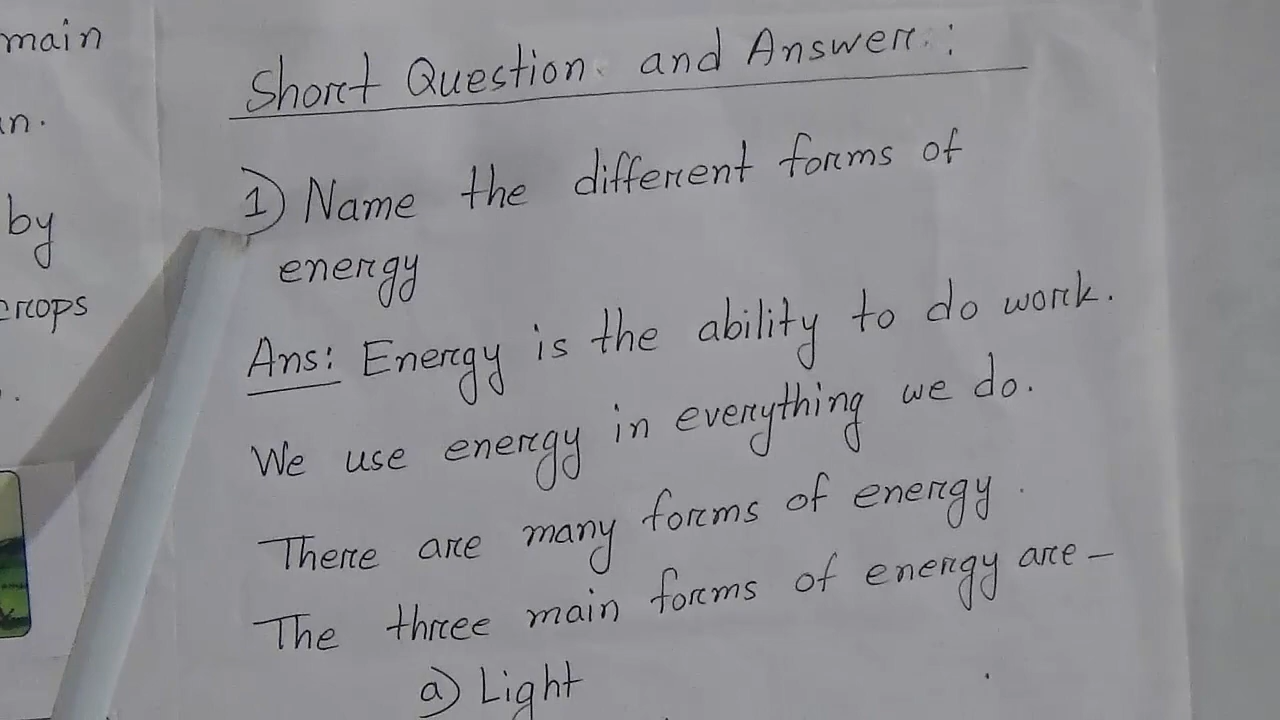 main
n.
by
crops
Short Question and Answer :
1) Name the different forms of
energy
Ans: Energy is the ability to do work.
We use energy in everything we do.
There are many forms of energy.
The three main forms of energy are –
a) Light